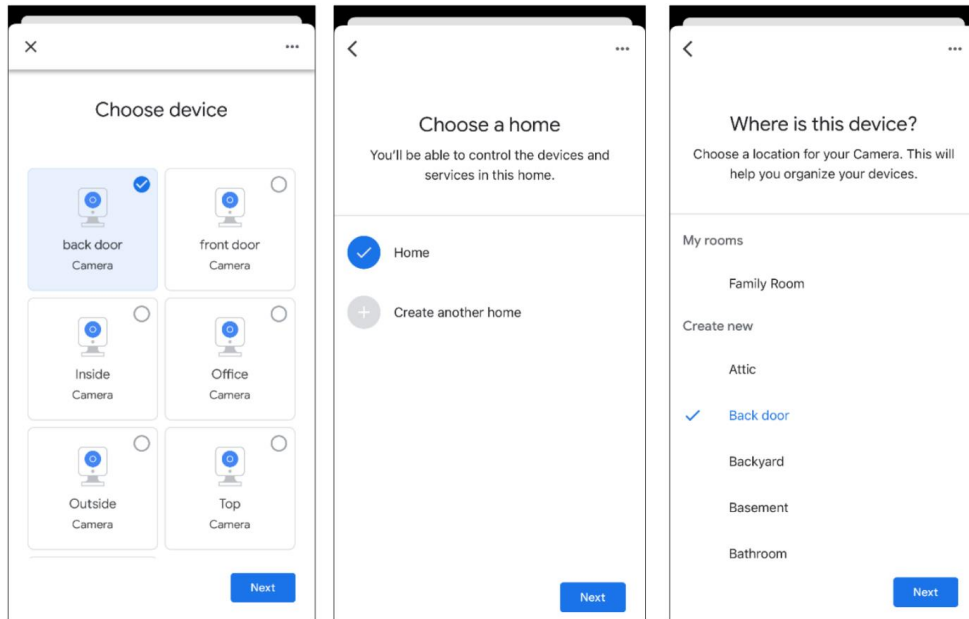 Choose device
back door
Camera
front door
Camera
Inside
Camera
Office
Camera
Outside
Camera
Top
Camera
Next
Choose a home
You'll be able to control the devices and
services in this home.
Home
Create another home
Next
Where is this device?
Choose a location for your Camera. This will
help you organize your devices.
My rooms
Family Room
Create new
Attic
Back door
Backyard
Basement
Bathroom
Next